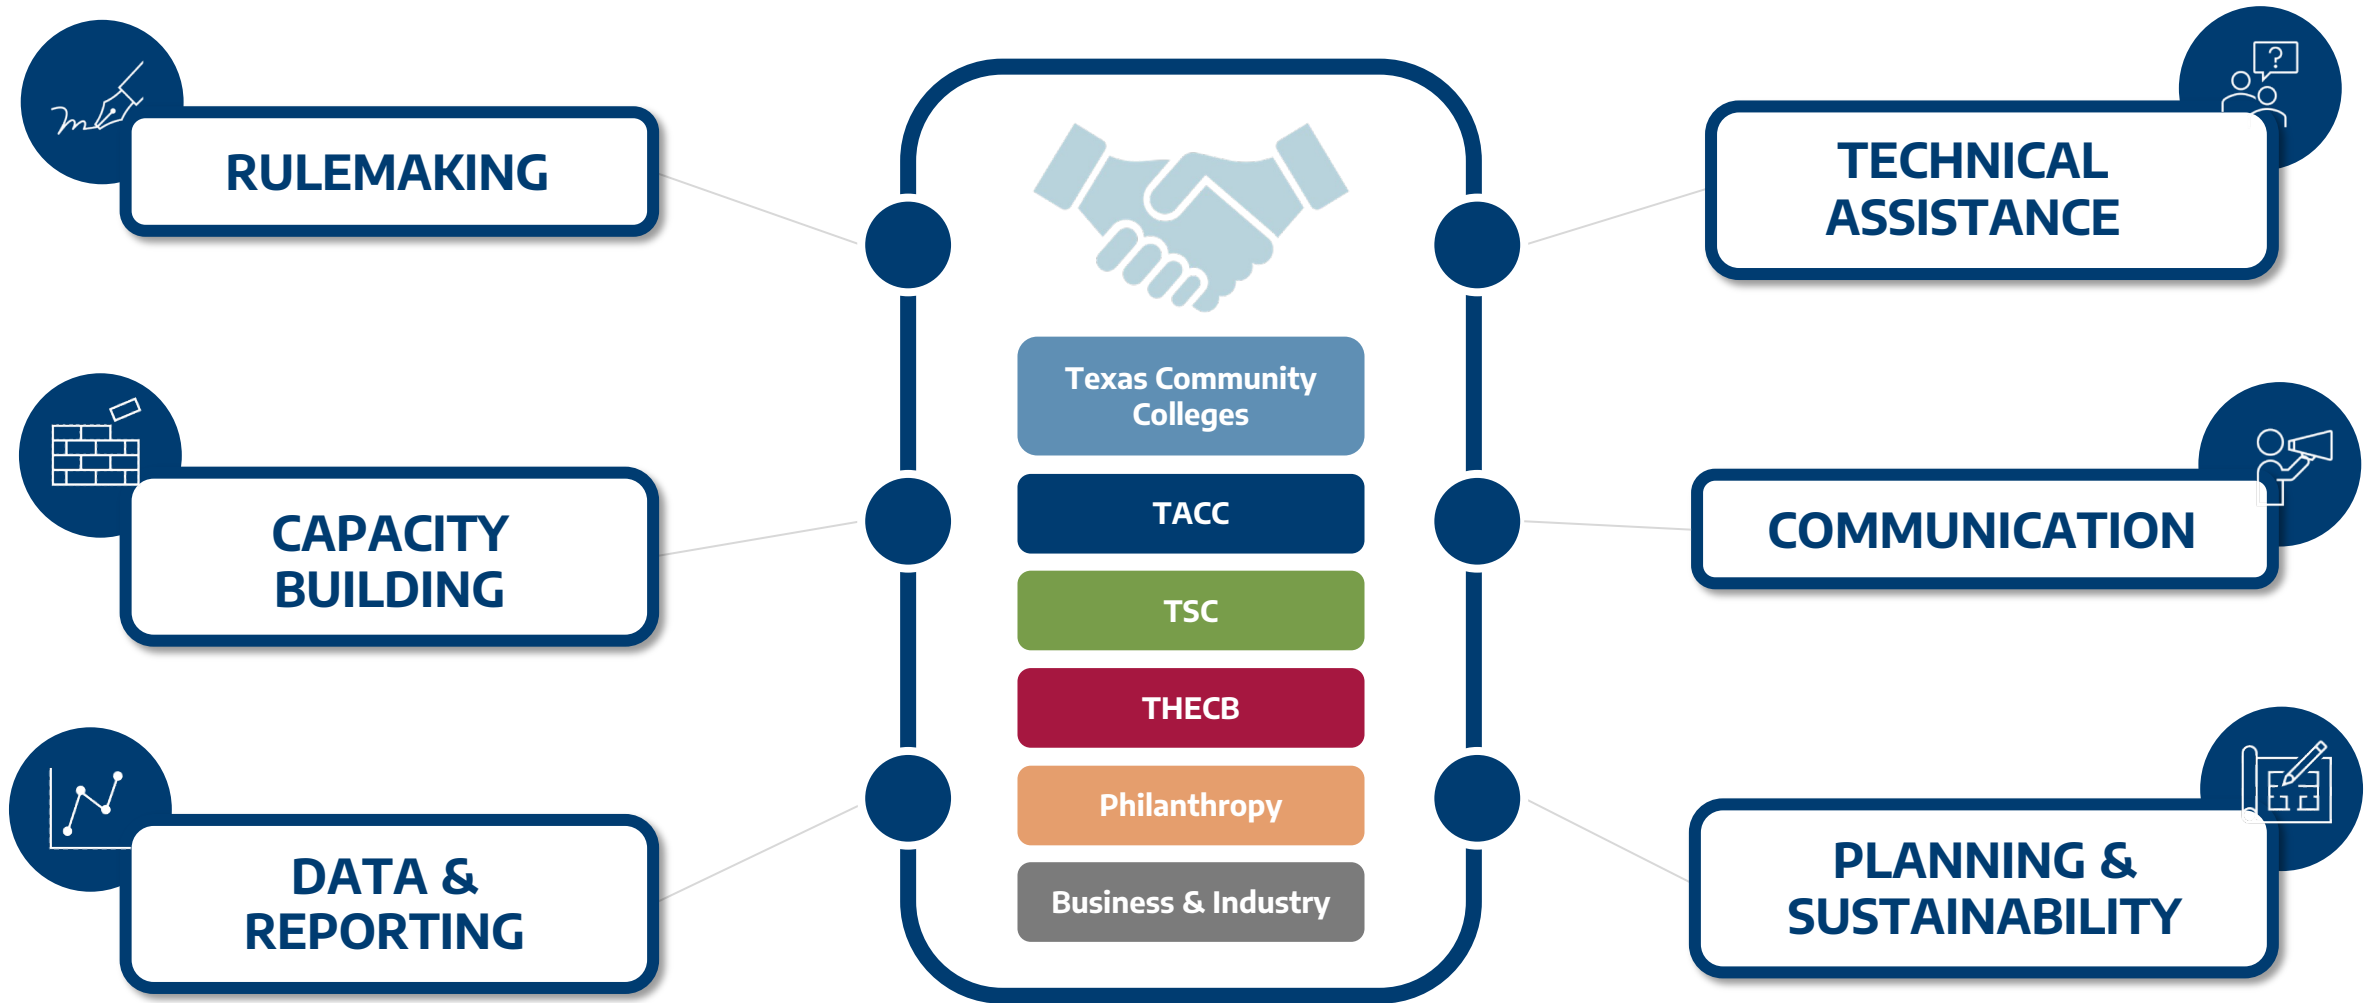 RULEMAKING
CAPACITY
BUILDING
DATA &
REPORTING
Texas Community
Colleges
TACC
TSC
THECB
Philanthropy
Business & Industry
?
TECHNICAL
ASSISTANCE
COMMUNICATION
PLANNING &
SUSTAINABILITY